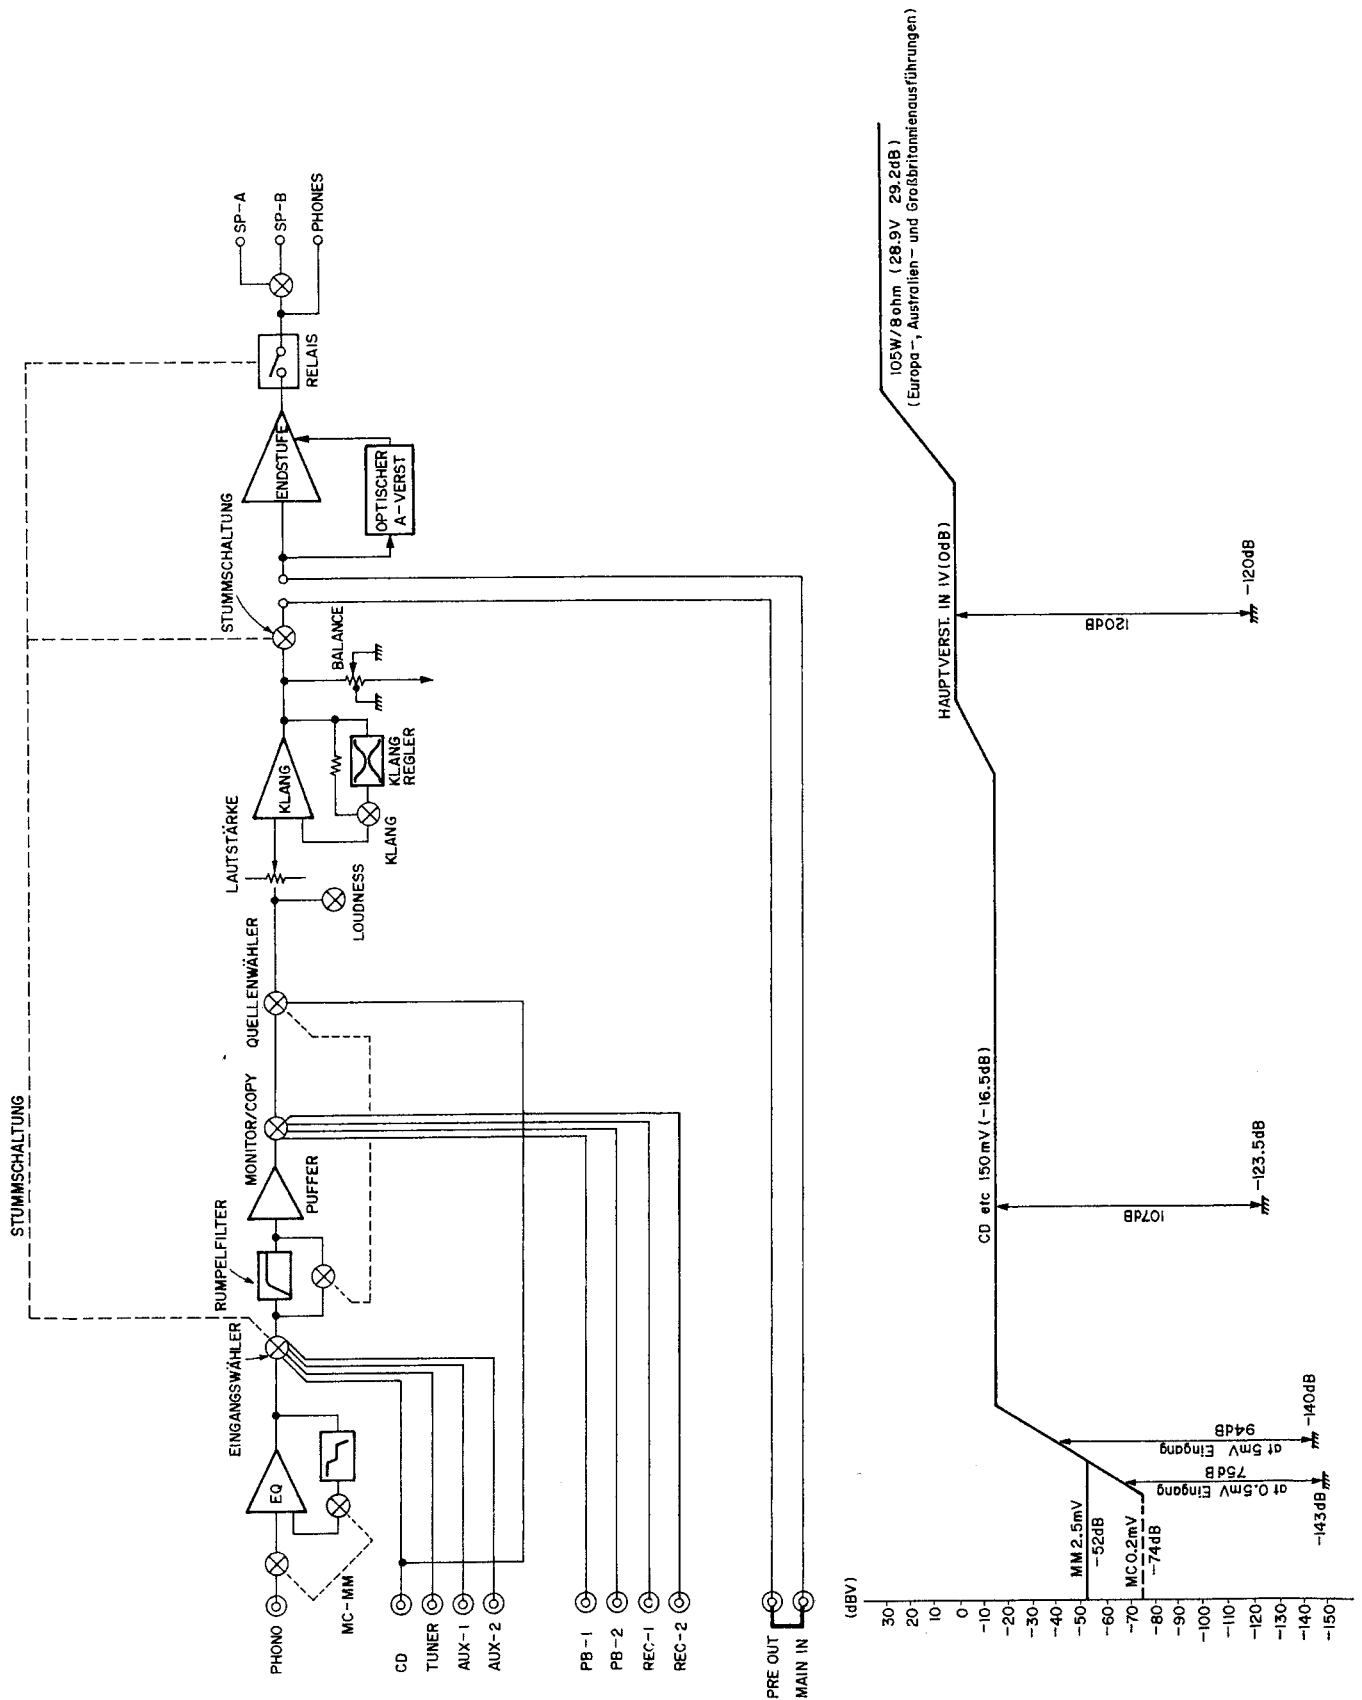 STUMMSCHALTUNG
PHONO
MC-MM
EQ
EINGANGSWÄHLER
RUMPELFILTER
PUFFER
MONITOR/COPY
QUELLENWÄHLER
LOUDNESS
LAUTSTÄRKE
KLANG
KLANG
KLANG
REGLER
BALANCE
STUMMSCHALTUNG
ENDSTUFE
OPTISCHER
A-VERST
RELAIS
SP-A
SP-B
PHONES
CD
TUNER
AUX-1
AUX-2
PB-1
PB-2
REC-1
REC-2
PRE OUT
MAIN IN
(dBV)
30
20
10
0
-10
-20
-30
-40
-50
-60
-70
-80
-90
-100
-110
-120
-130
-140
-150
MM 2.5mV
-52dB
MC 0.2mV
-74dB
at 0.5mV Eingang
75dB
-143dB
at 5mV Eingang
94dB
-140dB
CD etc 150mV (-16.5dB)
107dB
-123.5dB
HAUPTVERST. IN 1V (0dB)
120dB
-120dB
105W/8ohm (28.9V 29.2dB)
(Europa-, Australien- und Großbritannienausführungen)